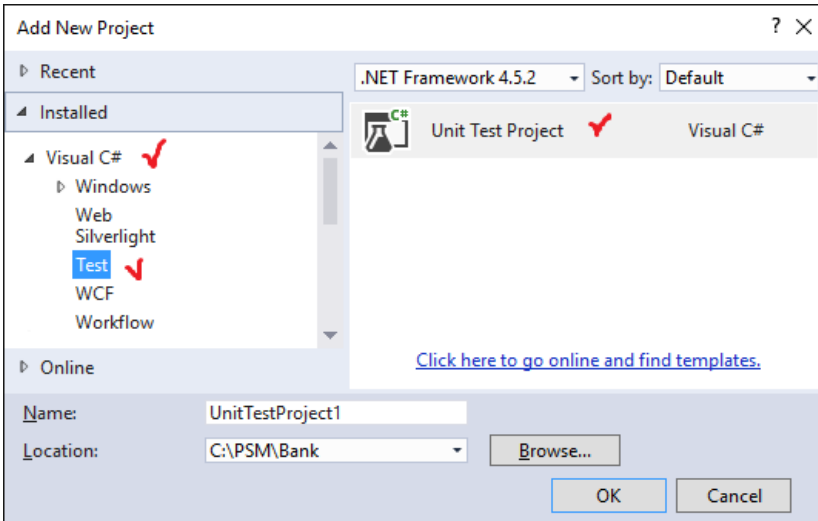 Add New Project
Recent
.NET Framework 4.5.2 Sort by: Default
Installed
C# Unit Test Project Visual C#
Visual C#
Windows
Web
Silverlight
Test
WCF
Workflow
Online
Click here to go online and find templates.
Name: UnitTestProject1
Location: C:\PSM\Bank Browse...
OK Cancel